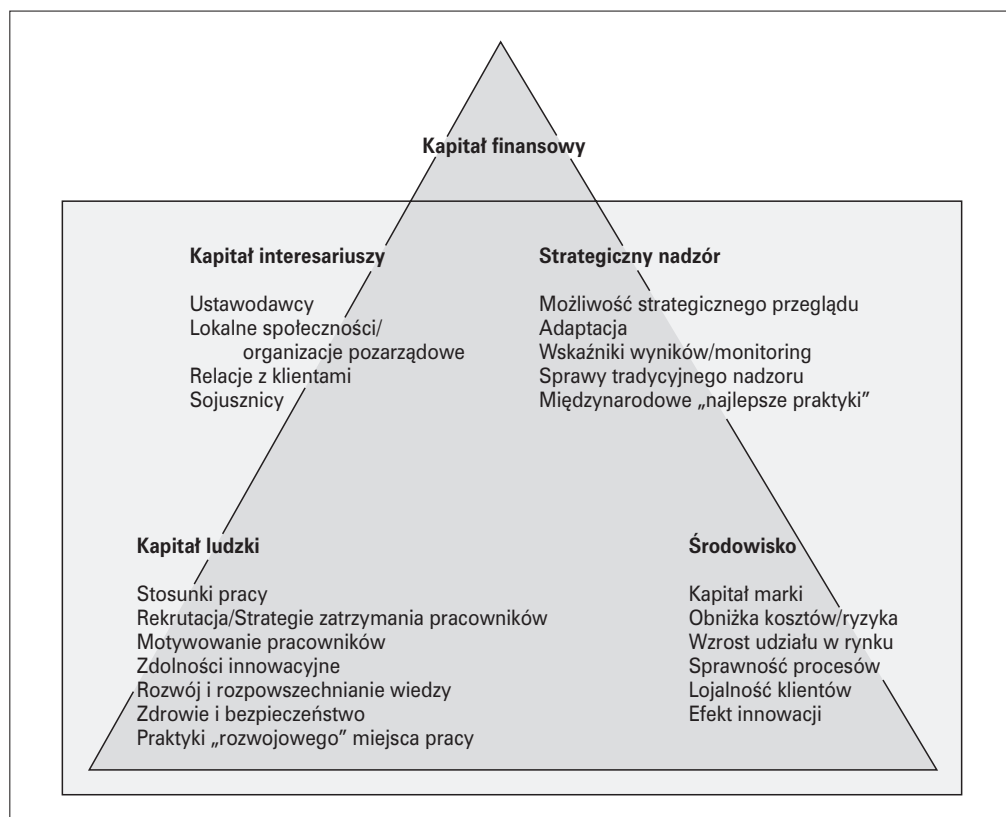 Kapitał finansowy
Kapitał interesariuszy
Ustawodawcy
Lokalne społeczności/
organizacje pozarządowe
Relacje z klientami
Sojusznicy
Strategiczny nadzór
Możliwość strategicznego przeglądu
Adaptacja
Wskaźniki wyników/monitoring
Sprawy tradycyjnego nadzoru
Międzynarodowe „najlepsze praktyki”
Kapitał ludzki
Stosunki pracy
Rekrutacja/Strategie zatrzymania pracowników
Motywowanie pracowników
Zdolności innowacyjne
Rozwój i rozpowszechnianie wiedzy
Zdrowie i bezpieczeństwo
Praktyki „rozwojowego” miejsca pracy
Środowisko
Kapitał marki
Obniżka kosztów/ryzyka
Wzrost udziału w rynku
Sprawność procesów
Lojalność klientów
Efekt innowacji